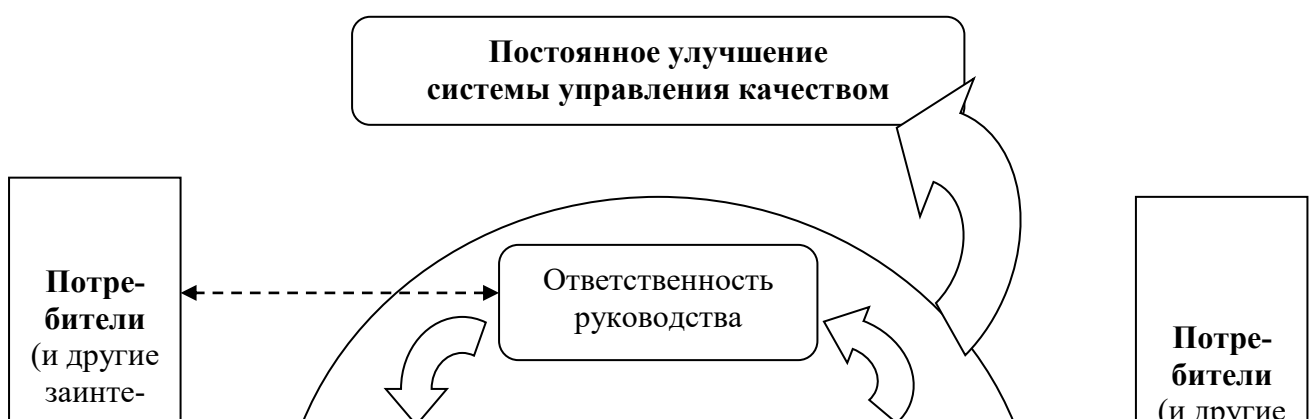 Постоянное улучшение
системы управления качеством
Ответственность
руководства
Потре-
бители
(и другие
заинте-
Потре-
бители
(и другие